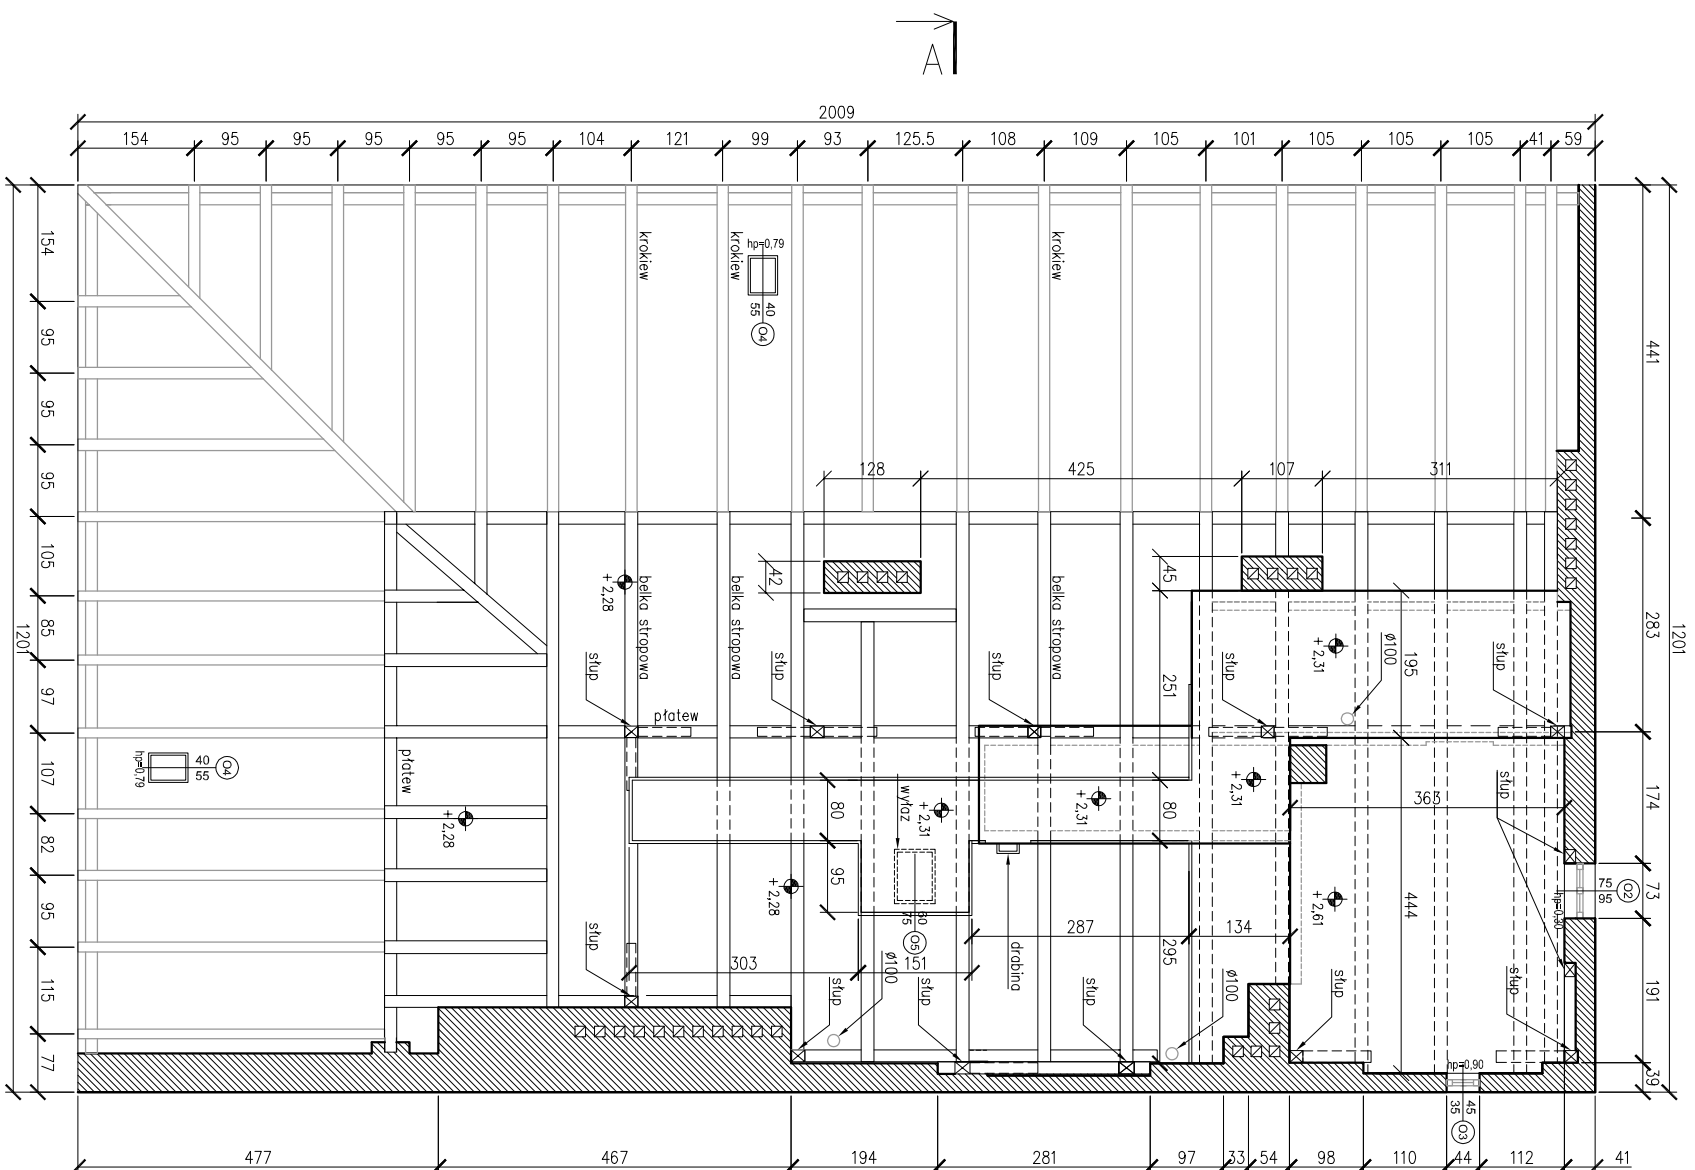 A
2009
154 95 95 95 95 95 104 121 99 93 125.5 108 109 105 101 105 105 105 41 59
154
95
95
95
105
85
97
107
82
95
115
77
1201
441
283
174
73
191
39
1201
krokiew
krokiew
krokiew
hp=0,79
40
55
O4
128 425 107 311
42
45
+ 2,28
belka stropowa
belka stropowa
belka stropowa
słup
słup
słup
słup
słup
płatew
251
195
+ 2,31
ø100
hp=0,79
40
55
O4
płatew
+ 2,28
80
95
wyłaz
+ 2,31
+ 2,31
+ 2,31
80
363
słup
+ 2,28
60
75
O5
drabina
287 134
295
303 151
+ 2,61
444
hp=0,30
75
95
O2
słup
słup
ø100
słup
słup
ø100
słup
słup
hp=0,90
45
35
O3
477 467 194 281 97 33 54 98 110 44 112 41